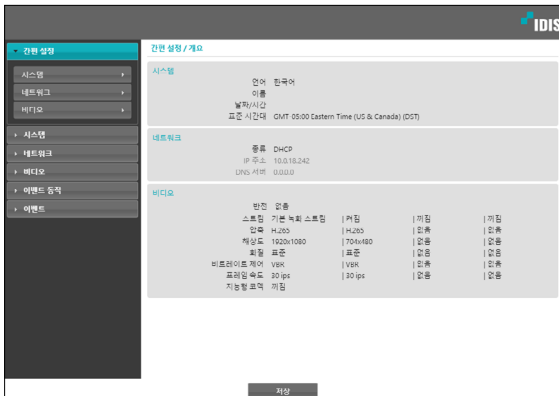 IDIS
간편 설정
시스템
네트워크
비디오
시스템
네트워크
비디오
이벤트 동작
이벤트
간편 설정 / 개요
시스템
언어 한국어
이름
날짜/시간
표준 시간대 GMT-05:00 Eastern Time (US & Canada) (DST)
네트워크
종류 DHCP
IP 주소 10.0.18.242
DNS 서버 0.0.0.0
비디오
반전 없음
스트림 기본 녹화 스트림 | 켜짐 | 꺼짐 | 꺼짐
압축 H.265 | H.265 | 없음 | 없음
해상도 1920x1080 | 704x480 | 없음 | 없음
화질 표준 | 표준 | 없음 | 없음
비트레이트 제어 VBR | VBR | 없음 | 없음
프레임 속도 30 ips | 30 ips | 없음 | 없음
지능형 코덱 꺼짐
저장